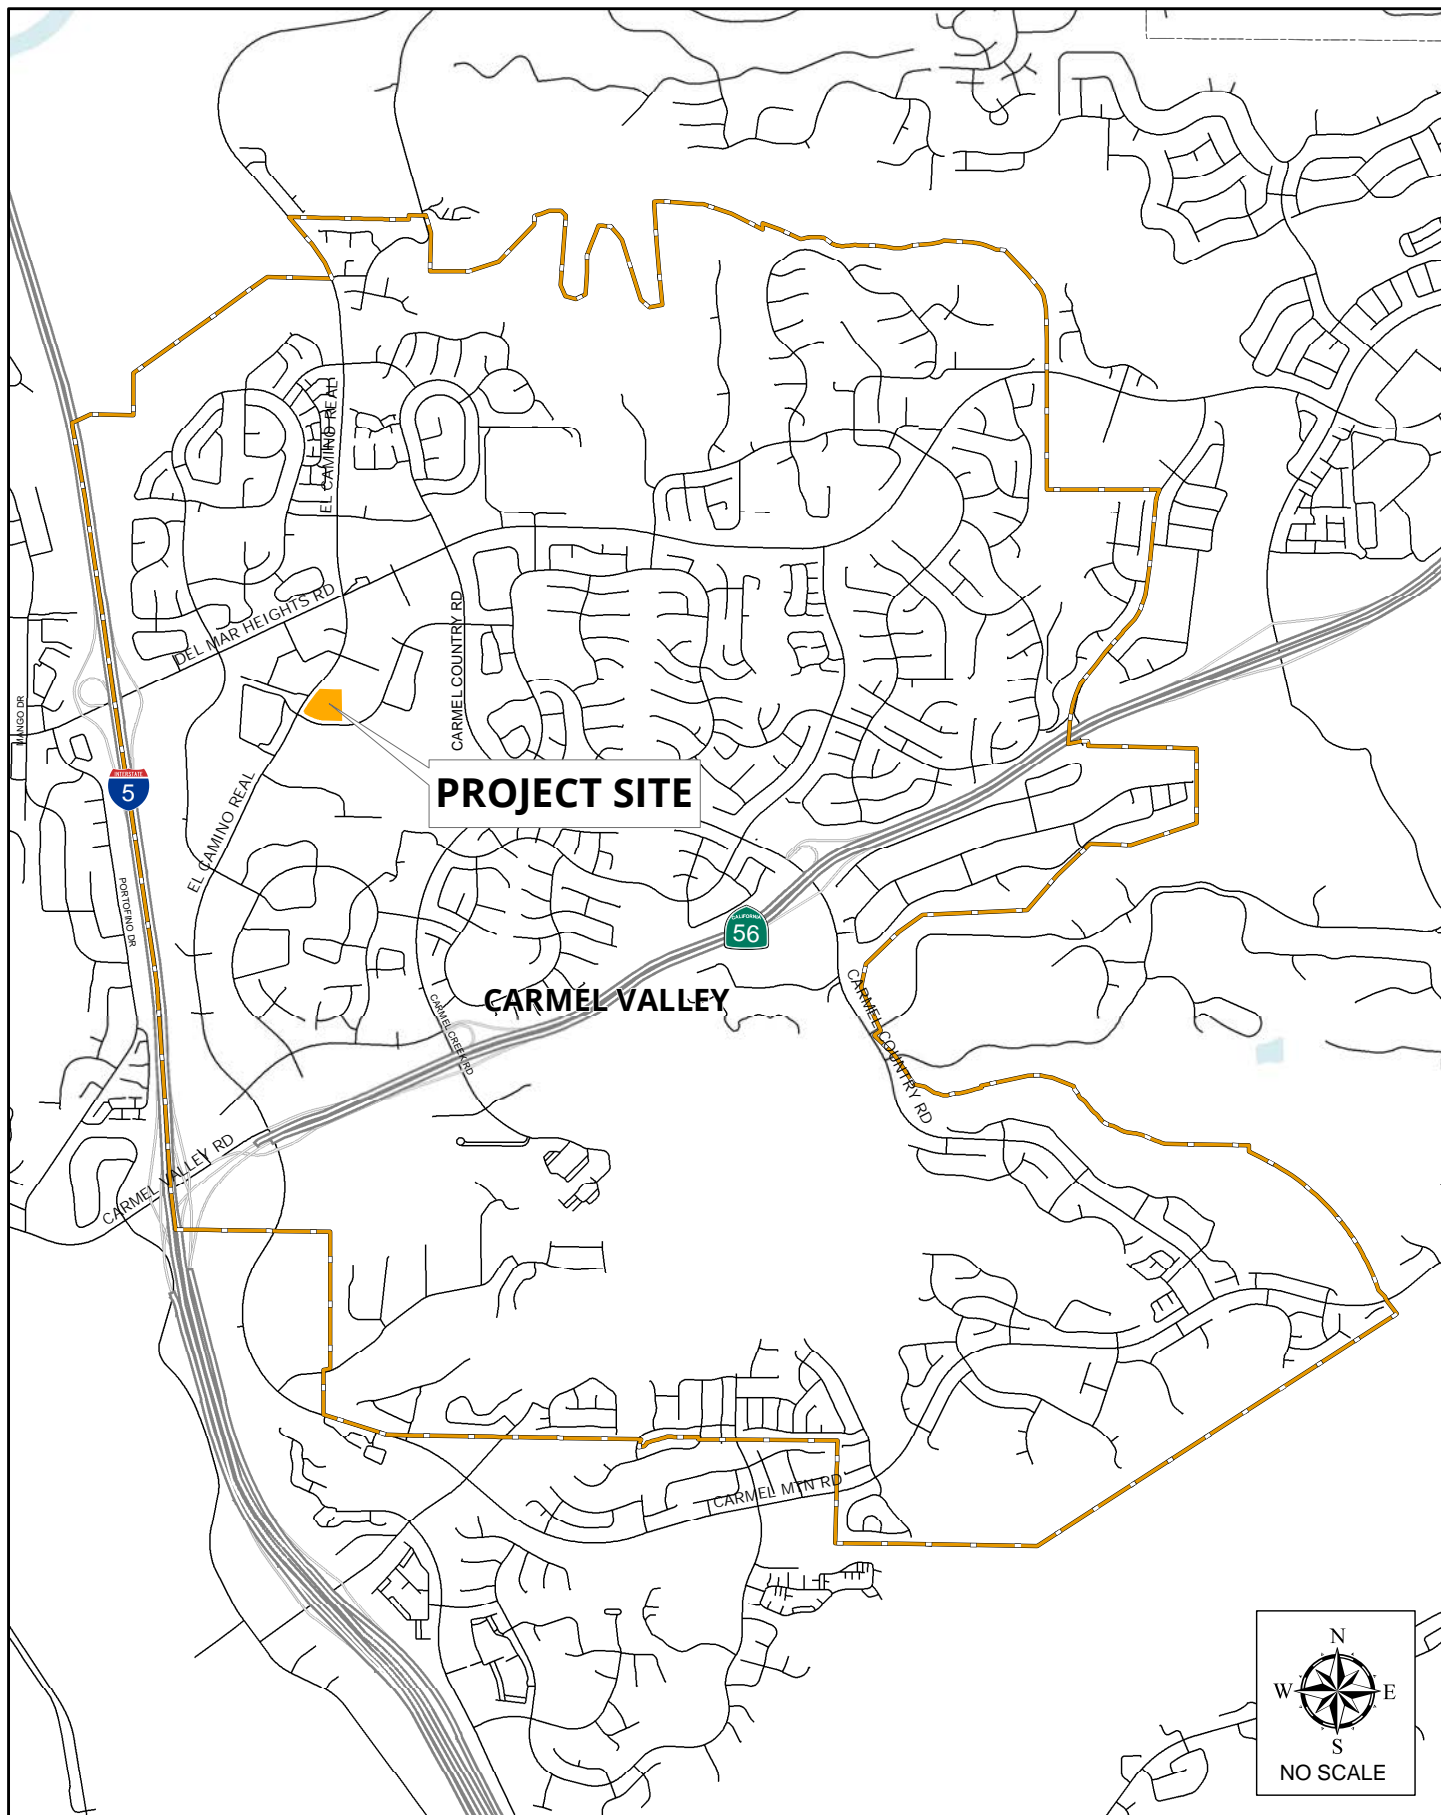 EL CAMINO REAL
DEL MAR HEIGHTS RD
CARMEL COUNTRY RD
MANGO DR
INTERSTATE
5
PROJECT SITE
EL CAMINO REAL
PORTOFINO DR
CALIFORNIA
56
CARMEL VALLEY
CARMEL CREEK RD
CARMEL COUNTRY RD
CARMEL VALLEY RD
CARMEL MTN RD
N
W
E
S
NO SCALE